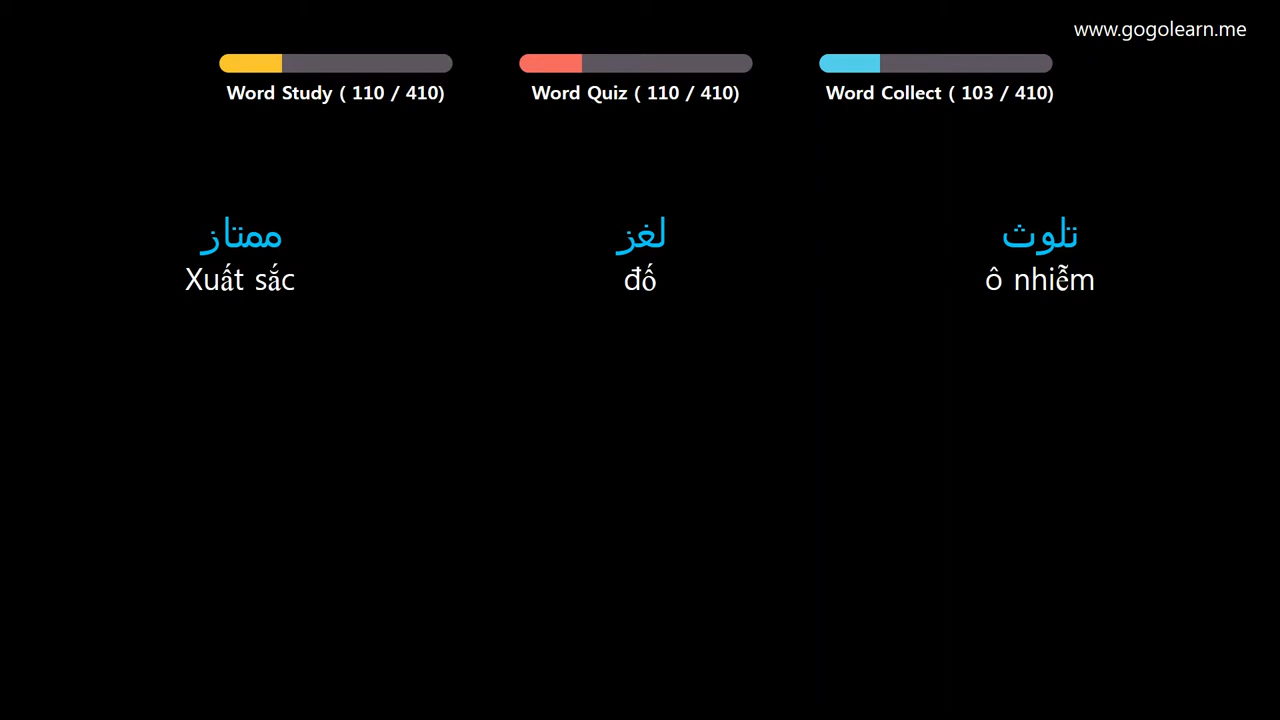 www.gogolearn.me
Word Study ( 110 / 410)
Word Quiz ( 110 / 410)
Word Collect ( 103 / 410)
ممتاز
Xuất sắc
لغز
đố
تلوث
ô nhiễm